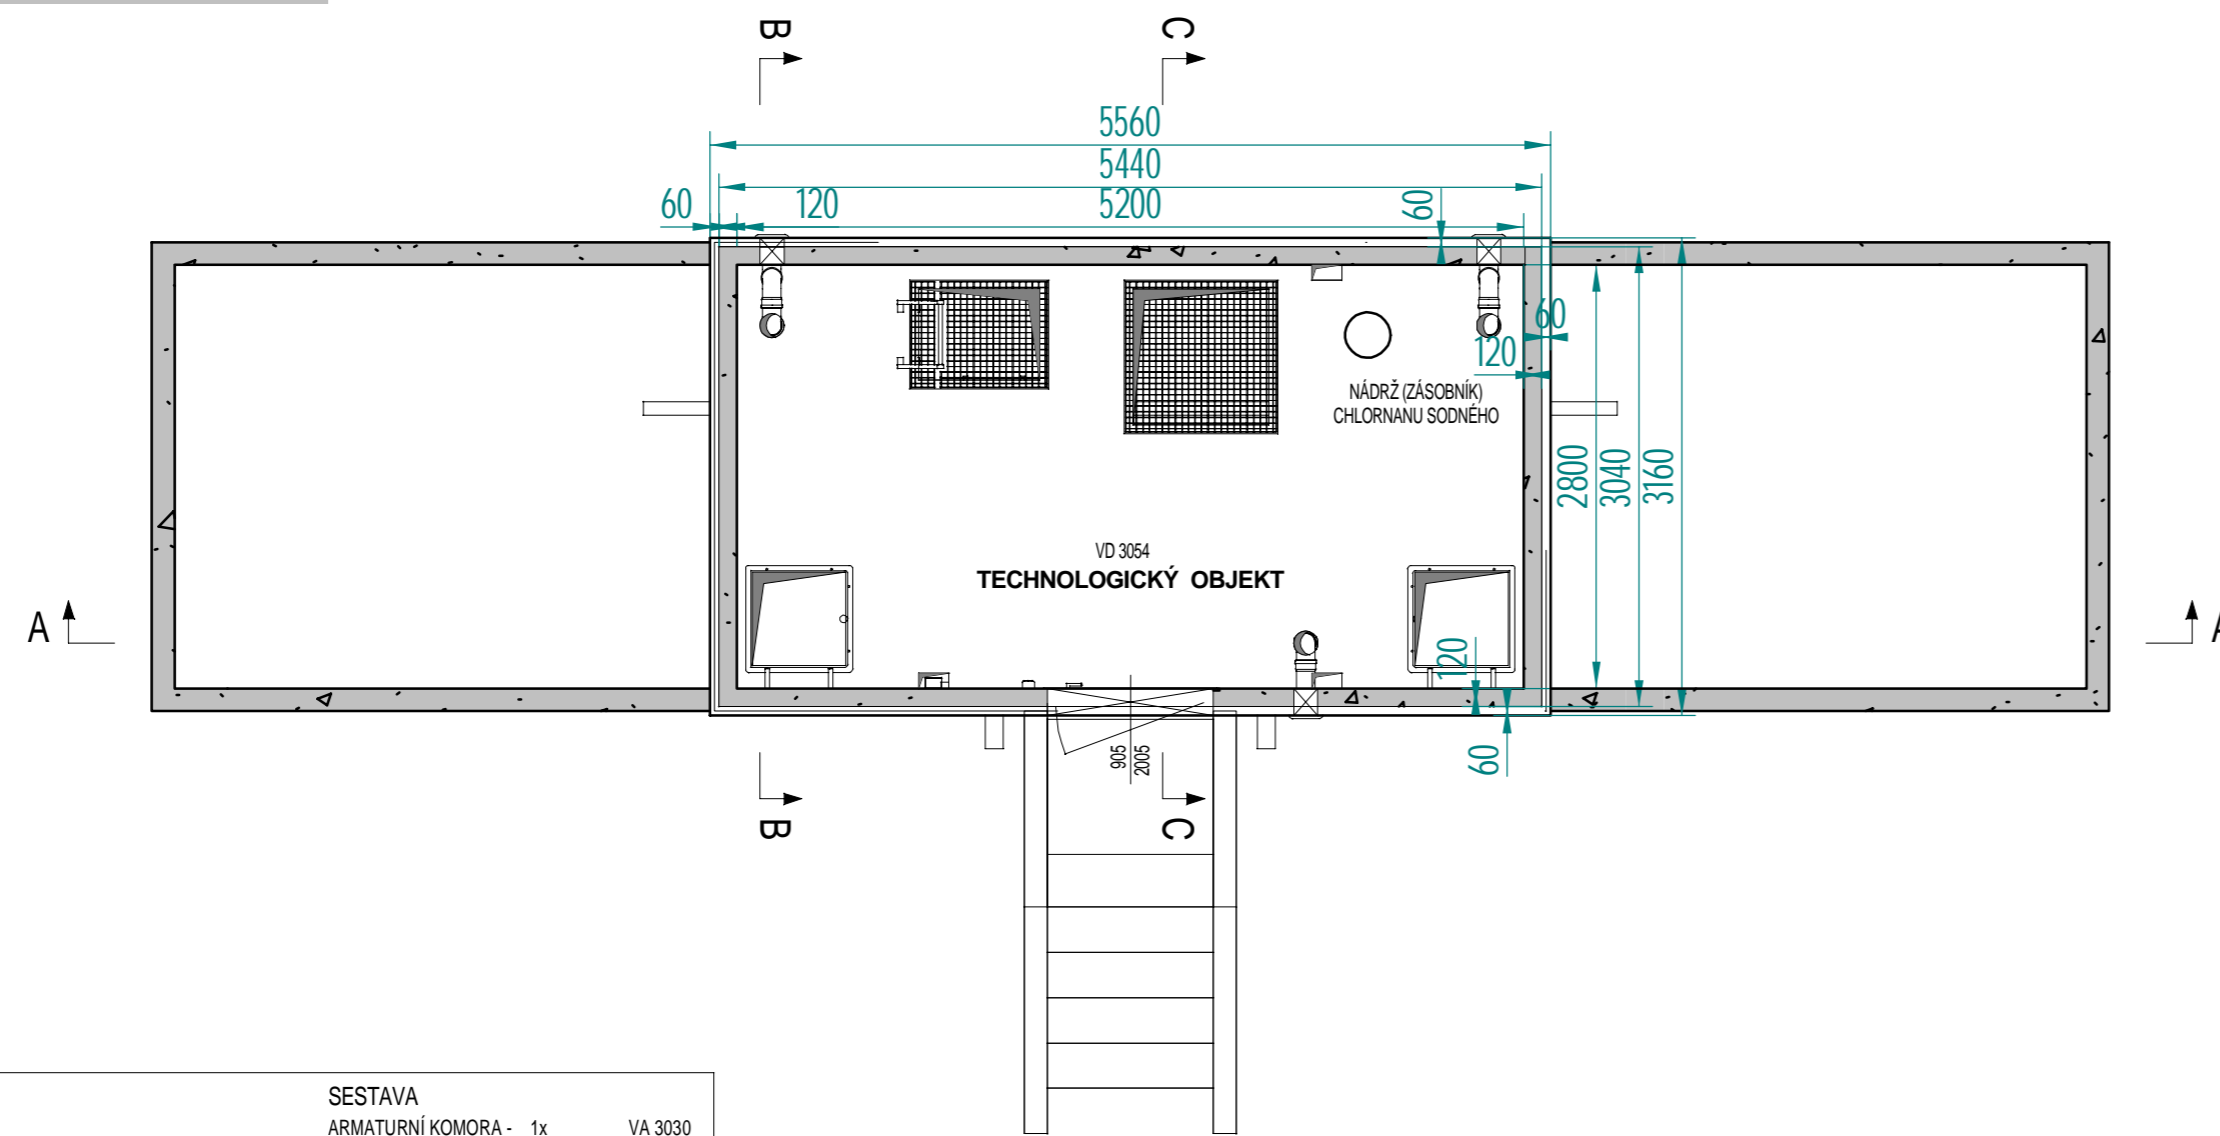 B
C
5560
5440
60
120
5200
60
60
120
NÁDRŽ (ZÁSOBNÍK)
CHLORNANU SODNÉHO
2800
3040
3160
VD 3054
TECHNOLOGICKÝ OBJEKT
A
A
120
905
2005
60
B
C
SESTAVA
ARMATURNÍ KOMORA - 1x VA 3030